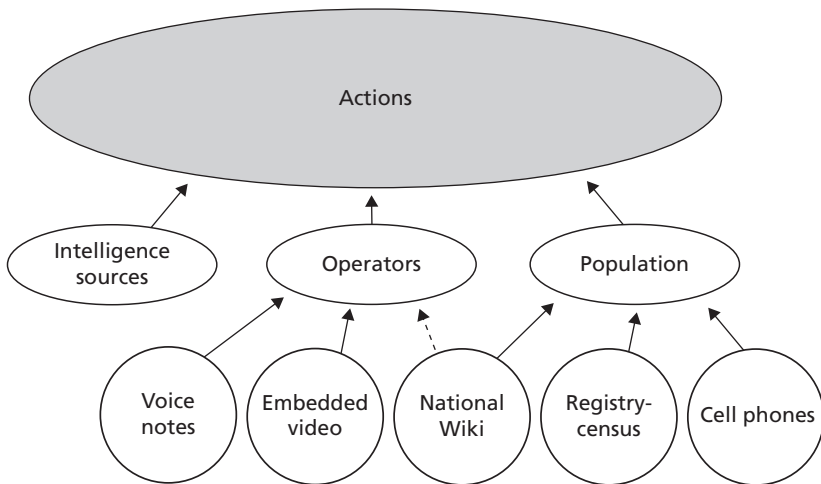 Actions
Intelligence
sources
Operators
Population
Voice
notes
Embedded
video
National
Wiki
Registry-
census
Cell phones